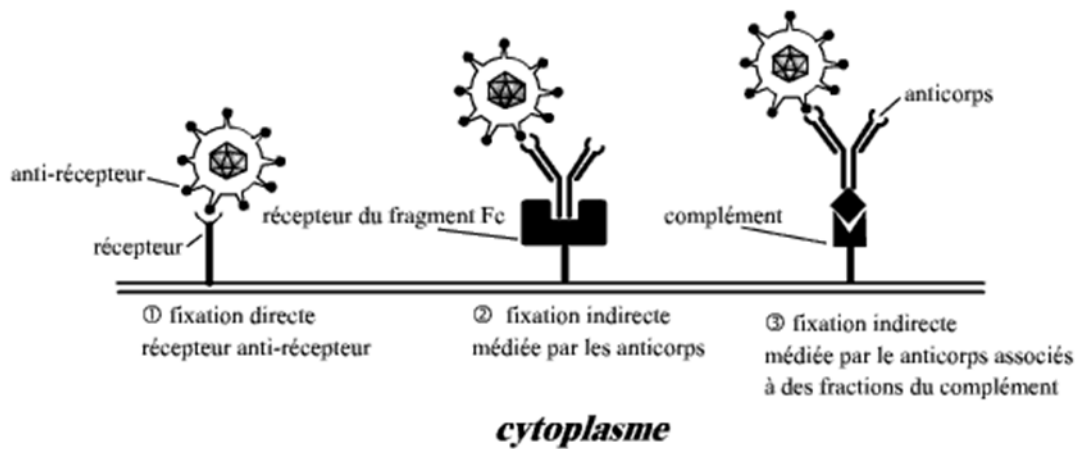 anticorps
anti-récepteur
récepteur du fragment Fc
complément
récepteur
① fixation directe
récepteur anti-récepteur
② fixation indirecte
médiée par les anticorps
③ fixation indirecte
médiée par le anticorps associés
à des fractions du complément
cytoplasme